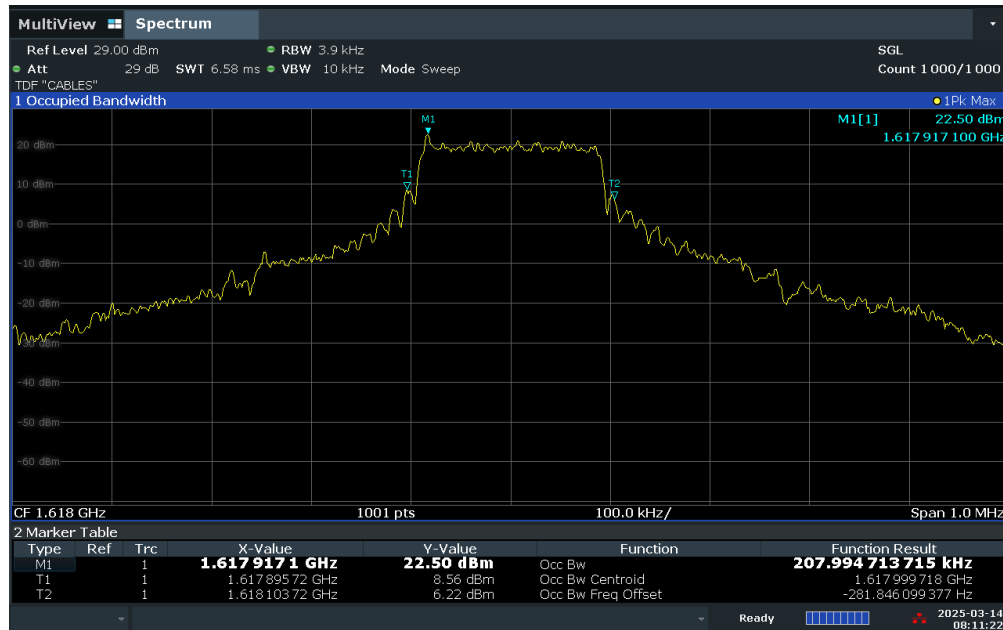 MultiView Spectrum
Ref Level 29.00 dBm RBW 3.9 kHz SGL
Att 29 dB SWT 6.58 ms VBW 10 kHz Mode Sweep Count 1000/1000
TDF "CABLES"
1 Occupied Bandwidth 1Pk Max
M1 M1[1] 22.50 dBm
1.617 917 100 GHz
20 dBm
T1
10 dBm T2
0 dBm
-10 dBm
-20 dBm
-30 dBm
-40 dBm
-50 dBm
-60 dBm
CF 1.618 GHz 1001 pts 100.0 kHz/ Span 1.0 MHz
2 Marker Table
Type Ref Trc X-Value Y-Value Function Function Result
M1 1 1.617 917 1 GHz 22.50 dBm Occ Bw 207.994 713 715 kHz
T1 1 1.617 895 72 GHz 8.56 dBm Occ Bw Centroid 1.617 999 718 GHz
T2 1 1.618 103 72 GHz 6.22 dBm Occ Bw Freq Offset -281.846 099 377 Hz
Ready 2025-03-14
08:11:22